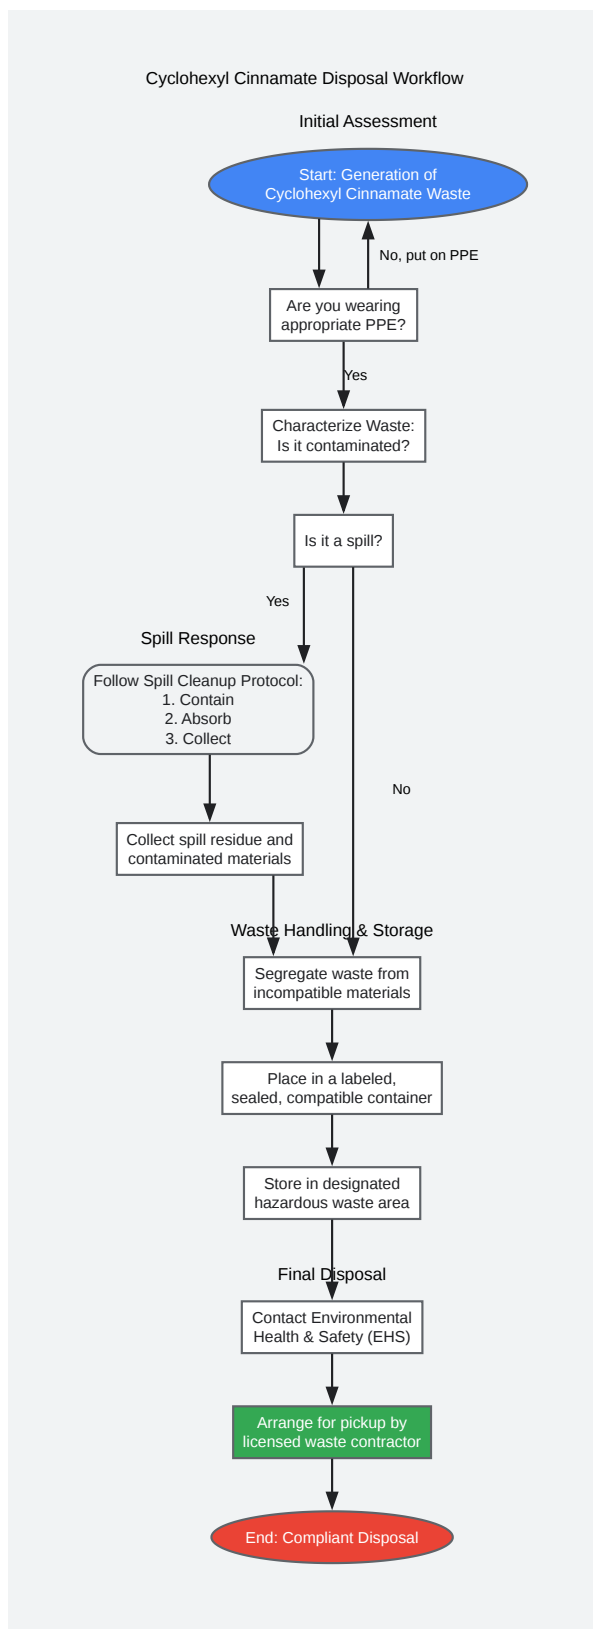 Cyclohexyl Cinnamate Disposal Workflow
Initial Assessment
Start: Generation of
Cyclohexyl Cinnamate Waste
No, put on PPE
Are you wearing
appropriate PPE?
Yes
Characterize Waste:
Is it contaminated?
Is it a spill?
Yes
Spill Response
Follow Spill Cleanup Protocol:
1. Contain
2. Absorb
3. Collect
No
Collect spill residue and
contaminated materials
Waste Handling & Storage
Segregate waste from
incompatible materials
Place in a labeled,
sealed, compatible container
Store in designated
hazardous waste area
Final Disposal
Contact Environmental
Health & Safety (EHS)
Arrange for pickup by
licensed waste contractor
End: Compliant Disposal